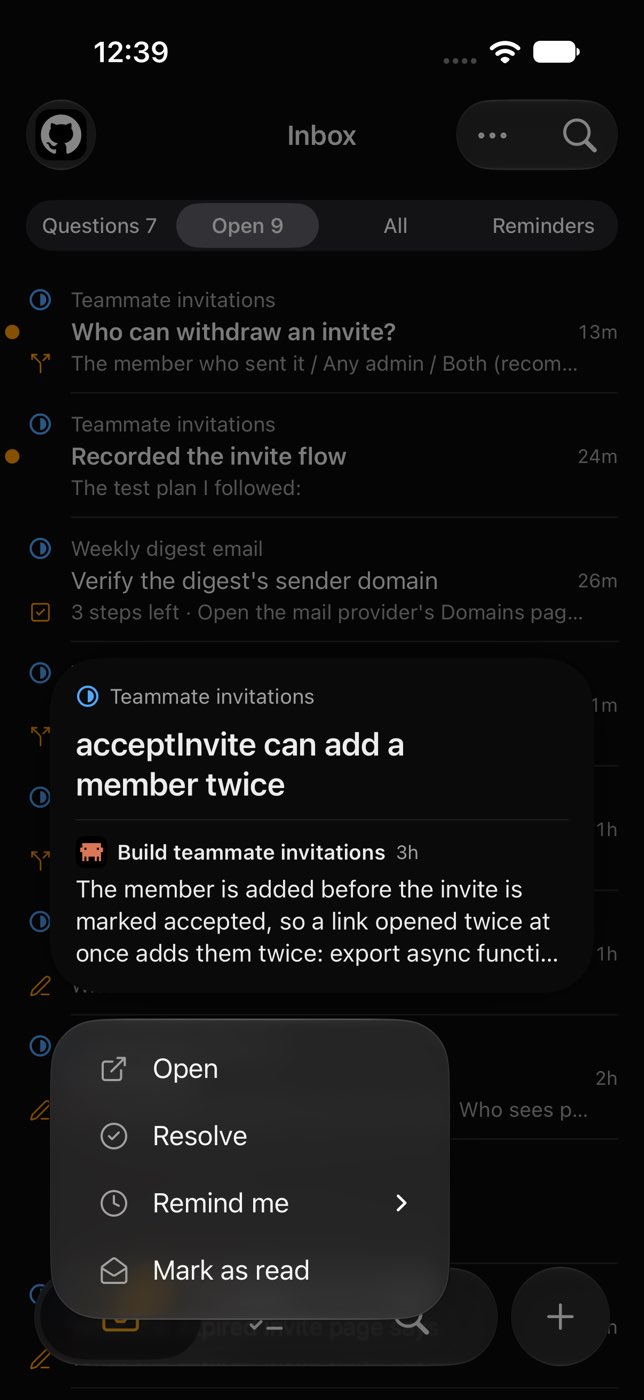 12:39
Inbox
Questions 7
Open 9
All
Reminders
Teammate invitations
Who can withdraw an invite?
13m
The member who sent it / Any admin / Both (recom...
Teammate invitations
Recorded the invite flow
24m
The test plan I followed:
Weekly digest email
Verify the digest's sender domain
26m
3 steps left · Open the mail provider's Domains pag...
1m
Teammate invitations
acceptInvite can add a
member twice
1h
Build teammate invitations 3h
The member is added before the invite is
marked accepted, so a link opened twice at
once adds them twice: export async functi...
1h
Open
2h
Who sees p...
Resolve
Remind me
Mark as read
invite page says